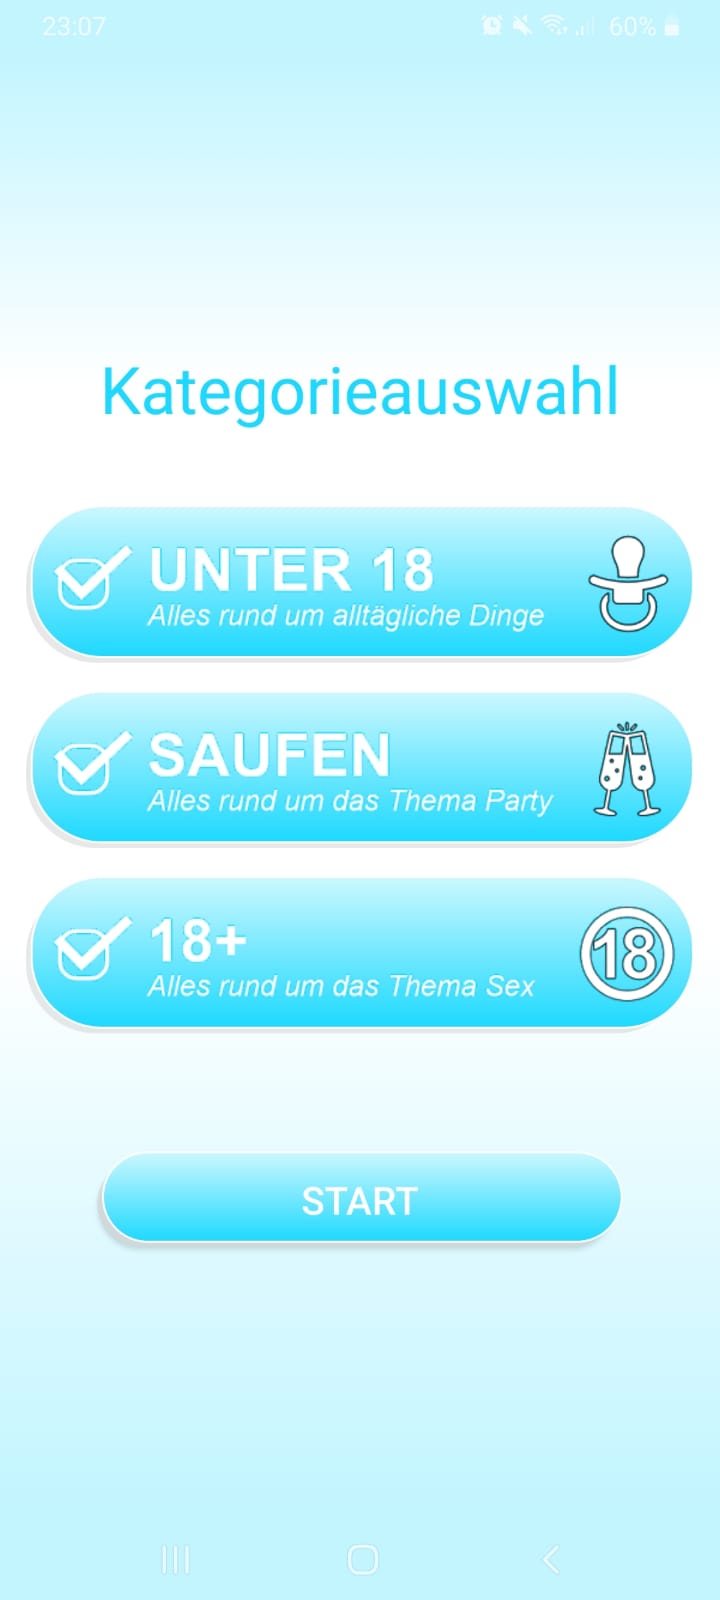 23:07 60%
Kategorieauswahl
UNTER 18
Alles rund um alltägliche Dinge
SAUFEN
Alles rund um das Thema Party
18+
Alles rund um das Thema Sex
18
START